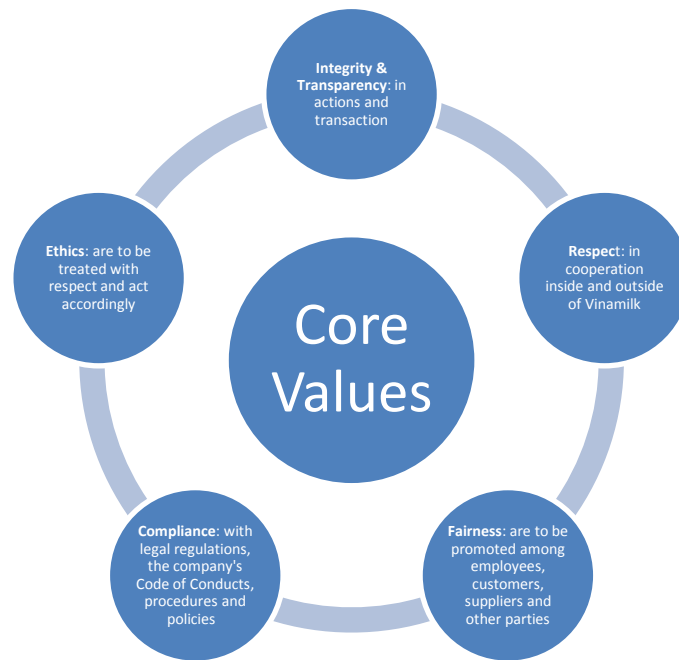 Integrity &
Transparency: in
actions and
transaction
Respect: in
cooperation
inside and outside
of Vinamilk
Fairness: are to be
promoted among
employees,
customers,
suppliers and
other parties
Compliance: with
legal regulations,
the company's
Code of Conducts,
procedures and
policies
Ethics: are to be
treated with
respect and act
accordingly
Core
Values